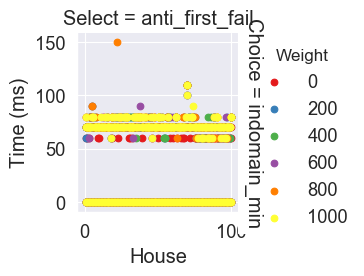 Select = anti_first_fail
Choice = indomain_min
Weight
0
200
400
600
800
1000
Time (ms)
150
100
50
0
0
100
House